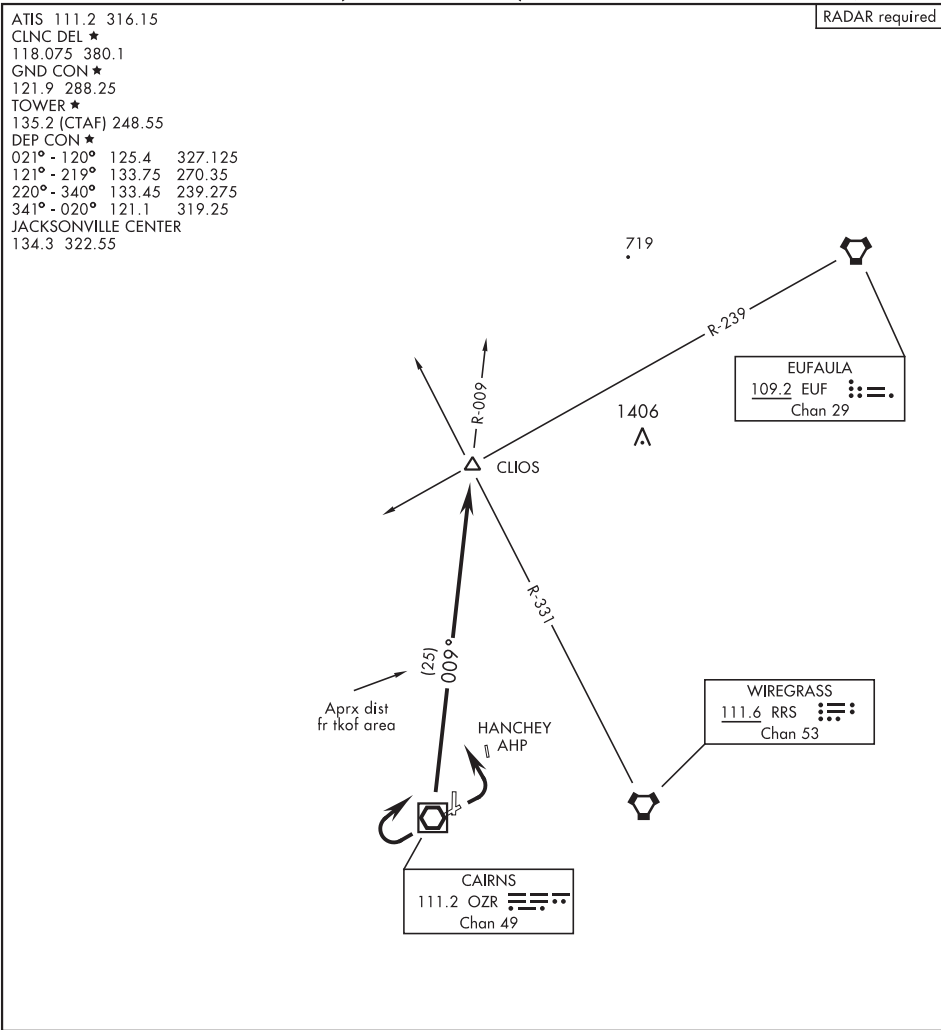 ATIS 111.2 316.15
CLNC DEL ★
118.075 380.1
GND CON ★
121.9 288.25
TOWER ★
135.2 (CTAF) 248.55
DEP CON ★
021° - 120° 125.4 327.125
121° - 219° 133.75 270.35
220° - 340° 133.45 239.275
341° - 020° 121.1 319.25
JACKSONVILLE CENTER
134.3 322.55
RADAR required
719
R-239
EUFAULA
109.2 EUF
Chan 29
R-009
1406
CLIOS
R-331
(25)
009°
Aprx dist
fr tkof area
HANCHEY
AHP
WIREGRASS
111.6 RRS
Chan 53
CAIRNS
111.2 OZR
Chan 49